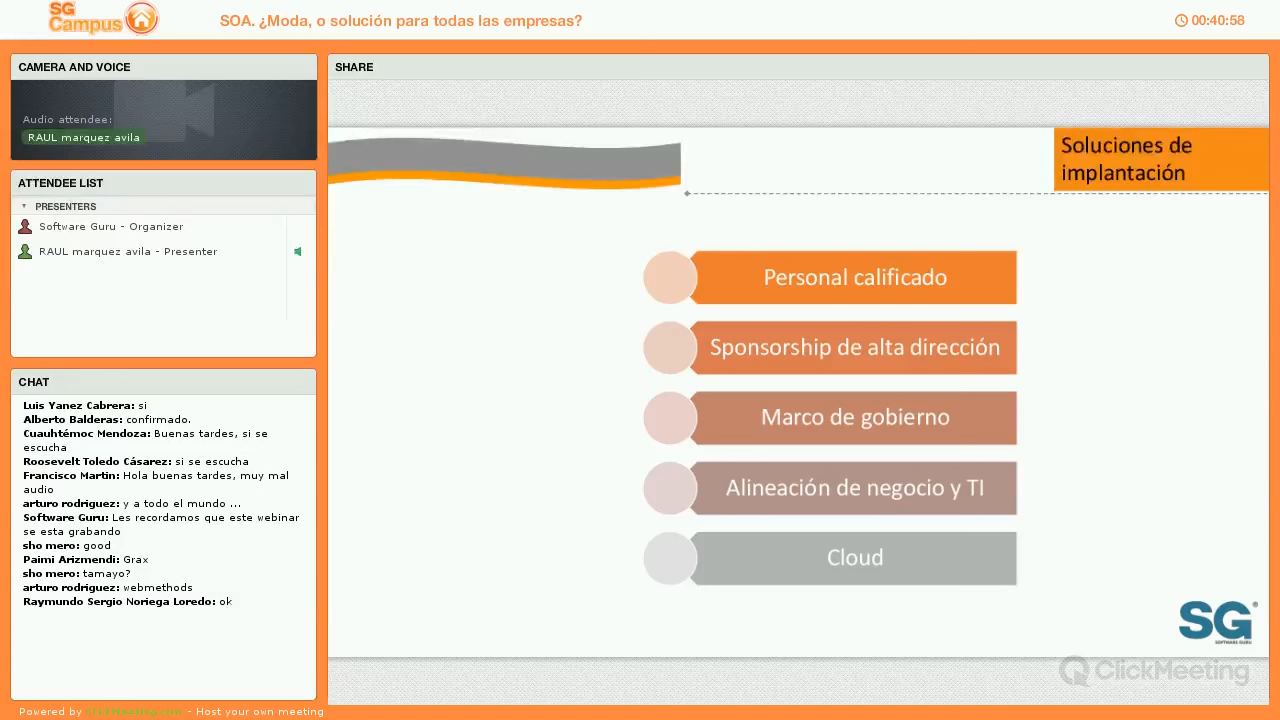 SG
Campus
SOA. ¿Moda, o solución para todas las empresas?
00:40:58
CAMERA AND VOICE
Audio attendee:
RAUL marquez avila
ATTENDEE LIST
PRESENTERS
Software Guru - Organizer
RAUL marquez avila - Presenter
CHAT
Luis Yanez Cabrera: si
Alberto Balderas: confirmado.
Cuauhtémoc Mendoza: Buenas tardes, si se
escucha
Roosevelt Toledo Cásarez: si se escucha
Francisco Martin: Hola buenas tardes, muy mal
audio
arturo rodriguez: y a todo el mundo ...
Software Guru: Les recordamos que este webinar
se esta grabando
sho mero: good
Paimi Arizmendi: Grax
sho mero: tamayo?
arturo rodriguez: webmethods
Raymundo Sergio Noriega Loredo: ok
SHARE
Soluciones de
implantación
Personal calificado
Sponsorship de alta dirección
Marco de gobierno
Alineación de negocio y TI
Cloud
SG®
SOFTWARE GURU
ClickMeeting
Powered by ClickMeeting.com - Host your own meeting